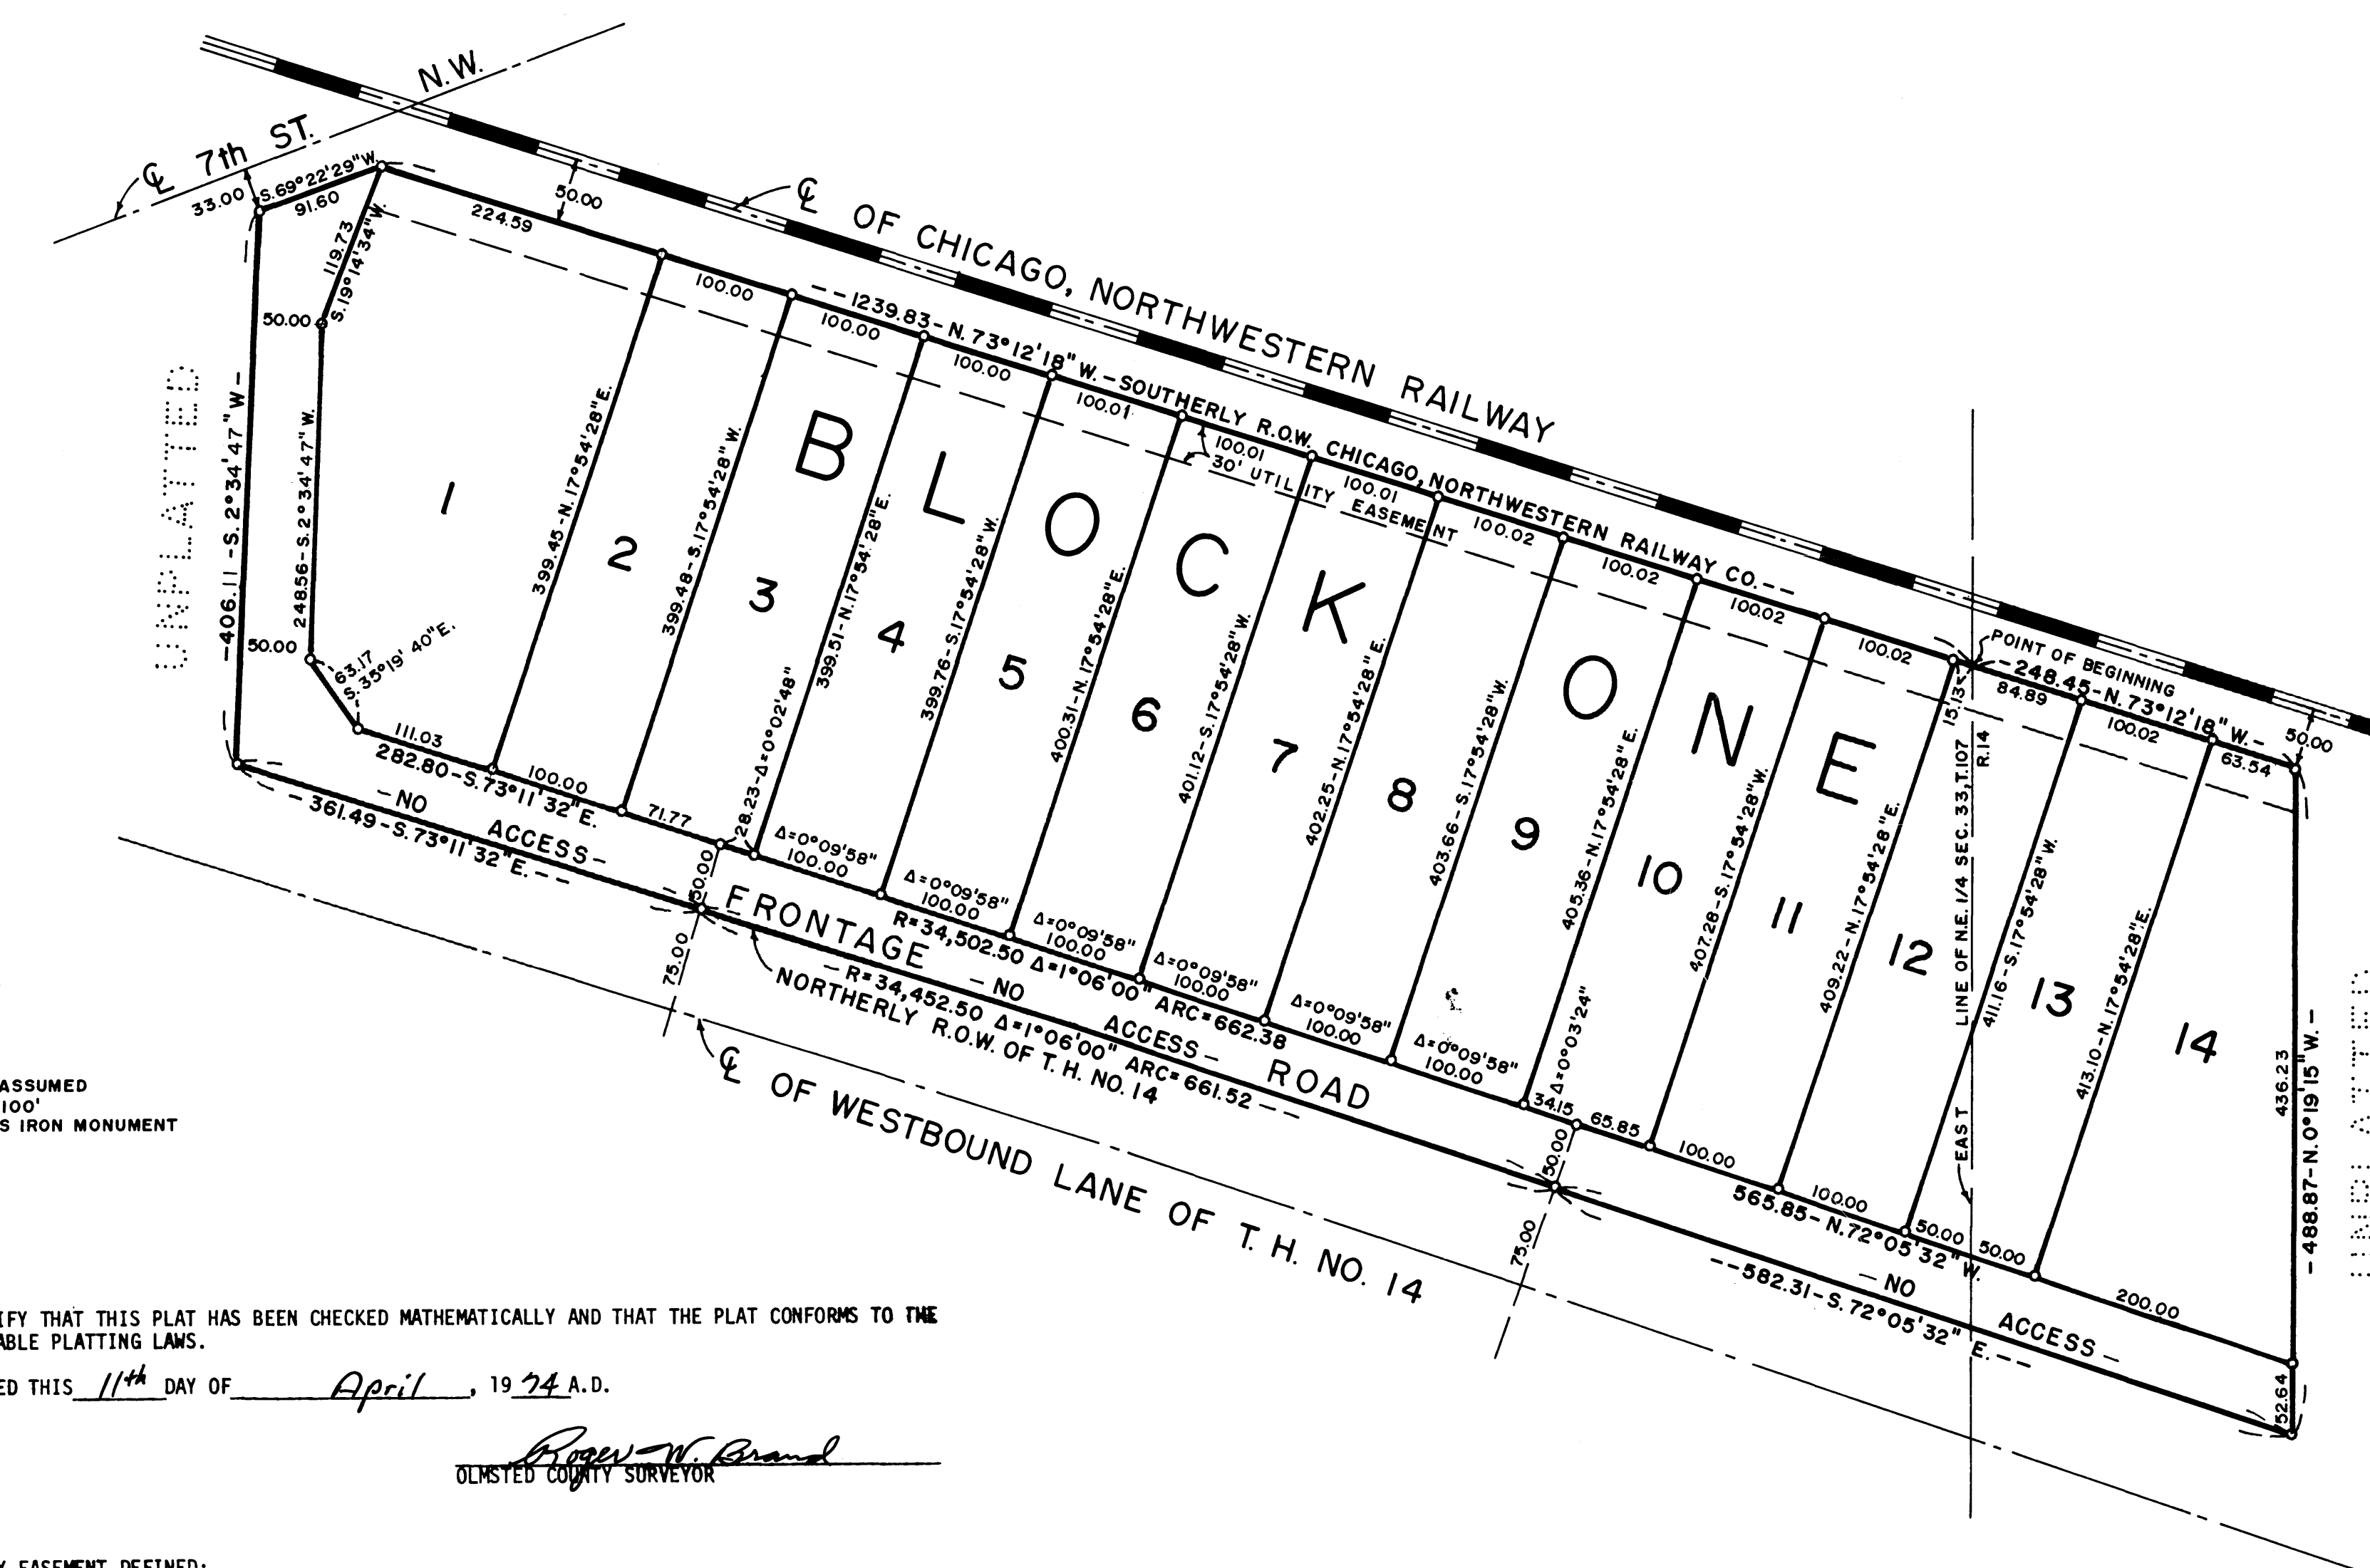 N.W.
℄ 7th ST.
33.00
S.69°22'29"W.
91.60
119.73
S.19°14'34"W.
50.00
224.59
50.00
℄ OF CHICAGO, NORTHWESTERN RAILWAY
--1239.83-N.73°12'18"W.-SOUTHERLY R.O.W. CHICAGO, NORTHWESTERN RAILWAY CO.---
100.00
100.00
100.00
100.01
100.01
100.01
100.02
100.02
100.02
100.02
30' UTILITY EASEMENT
POINT OF BEGINNING
-248.45-N.73°12'18"W.-
15.13
84.89
100.02
63.54
50.00
UNPLATTED
-406.11-S.2°34'47"W-
248.56-S.2°34'47"W.
50.00
63.17
S.35°19'40"E.
BLOCK ONE
1
399.45-N.17°54'28"E.
2
399.48-S.17°54'28"W.
3
399.51-N.17°54'28"E.
4
399.76-S.17°54'28"W.
5
400.31-N.17°54'28"E.
6
401.12-S.17°54'28"W.
7
402.25-N.17°54'28"E.
8
403.66-S.17°54'28"W.
9
405.36-N.17°54'28"E.
10
407.28-S.17°54'28"W.
11
409.22-N.17°54'28"E.
12
EAST LINE OF N.E. 1/4 SEC. 33, T.107
R.14
411.16-S.17°54'28"W.
13
413.10-N.17°54'28"E.
14
436.23
-488.87-N.0°19'15"W.-
52.64
111.03
282.80-S.73°11'32"E.
100.00
71.77
28.23-Δ=0°02'48"
-NO ACCESS-
-361.49-S.73°11'32"E.---
Δ=0°09'58"
100.00
Δ=0°09'58"
100.00
Δ=0°09'58"
100.00
Δ=0°09'58"
100.00
Δ=0°09'58"
100.00
Δ=0°09'58"
100.00
Δ=0°03'24"
34.15
65.85
100.00
100.00
50.00
50.00
200.00
R=34,502.50 Δ=1°06'00" ARC=662.38
565.85-N.72°05'32"W.
50.00
75.00
FRONTAGE ROAD
-NO ACCESS-
-R=34,452.50 Δ=1°06'00" ARC=661.52---
NORTHERLY R.O.W. OF T.H. NO.14
50.00
75.00
-NO ACCESS-
--582.31-S.72°05'32"E.---
℄ OF WESTBOUND LANE OF T.H. NO. 14
ASSUMED
100'
S IRON MONUMENT
IFY THAT THIS PLAT HAS BEEN CHECKED MATHEMATICALLY AND THAT THE PLAT CONFORMS TO THE
ABLE PLATTING LAWS.
ED THIS 11th DAY OF April, 1974 A.D.
Roger W. Brand
OLMSTED COUNTY SURVEYOR
Y EASEMENT DEFINED: